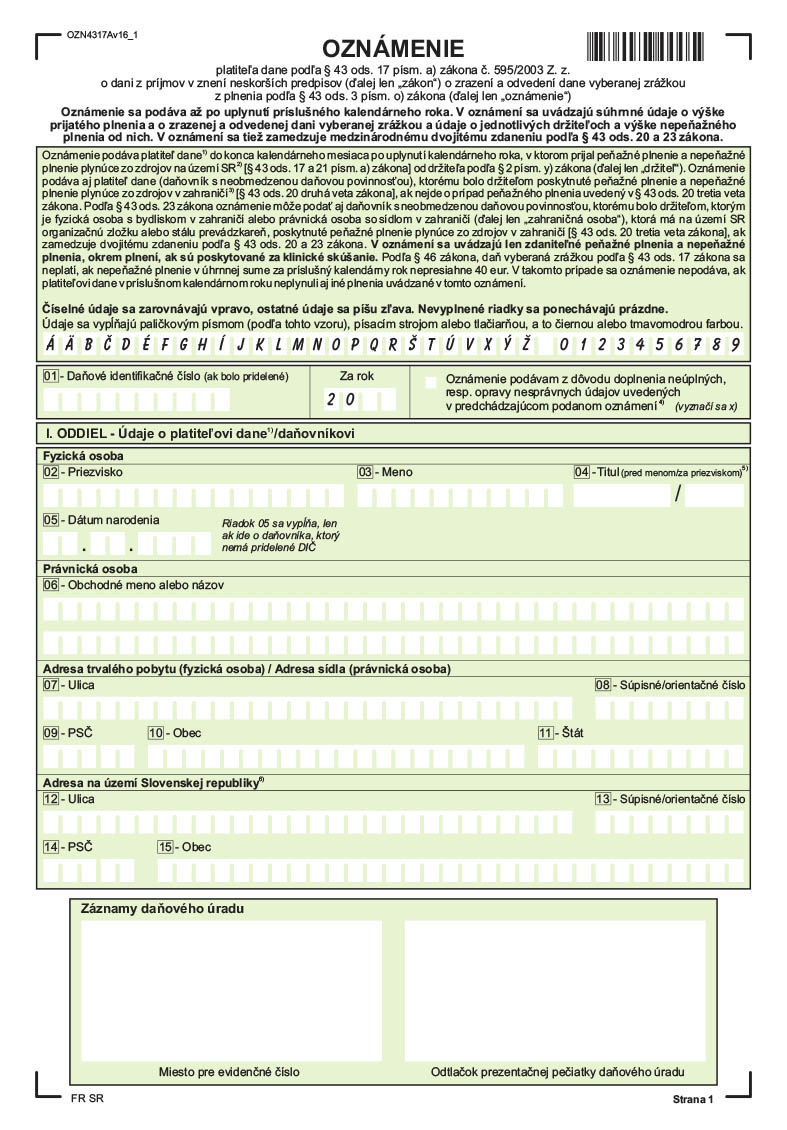 OZN4317Av16_1
OZNÁMENIE
platiteľa dane podľa § 43 ods. 17 písm. a) zákona č. 595/2003 Z. z.
o dani z príjmov v znení neskorších predpisov (ďalej len „zákon“) o zrazení a odvedení dane vyberanej zrážkou
z plnenia podľa § 43 ods. 3 písm. o) zákona (ďalej len „oznámenie“)
Oznámenie sa podáva až po uplynutí príslušného kalendárneho roka. V oznámení sa uvádzajú súhrnné údaje o výške
prijatého plnenia a o zrazenej a odvedenej dani vyberanej zrážkou a údaje o jednotlivých držiteľoch a výške nepeňažného
plnenia od nich. V oznámení sa tiež zamedzuje medzinárodnému dvojitému zdaneniu podľa § 43 ods. 20 a 23 zákona.
Oznámenie podáva platiteľ dane1) do konca kalendárneho mesiaca po uplynutí kalendárneho roka, v ktorom prijal peňažné plnenie a nepeňažné
plnenie plynúce zo zdrojov na území SR2) [§ 43 ods. 17 a 21 písm. a) zákona] od držiteľa podľa § 2 písm. y) zákona (ďalej len „držiteľ“). Oznámenie
podáva aj platiteľ dane (daňovník s neobmedzenou daňovou povinnosťou), ktorému bolo držiteľom poskytnuté peňažné plnenie a nepeňažné
plnenie plynúce zo zdrojov v zahraničí3) [§ 43 ods. 20 druhá veta zákona], ak nejde o prípad peňažného plnenia uvedený v § 43 ods. 20 tretia veta
zákona. Podľa § 43 ods. 23 zákona oznámenie môže podať aj daňovník s neobmedzenou daňovou povinnosťou, ktorému bolo držiteľom, ktorým
je fyzická osoba s bydliskom v zahraničí alebo právnická osoba so sídlom v zahraničí (ďalej len „zahraničná osoba“), ktorá má na území SR
organizačnú zložku alebo stálu prevádzkareň, poskytnuté peňažné plnenie plynúce zo zdrojov v zahraničí [§ 43 ods. 20 tretia veta zákona], ak
zamedzuje dvojitému zdaneniu podľa § 43 ods. 20 a 23 zákona. V oznámení sa uvádzajú len zdaniteľné peňažné plnenia a nepeňažné
plnenia, okrem plnení, ak sú poskytované za klinické skúšanie. Podľa § 46 zákona, daň vyberaná zrážkou podľa § 43 ods. 17 zákona sa
neplatí, ak nepeňažné plnenie v úhrnnej sume za príslušný kalendárny rok nepresiahne 40 eur. V takomto prípade sa oznámenie nepodáva, ak
platiteľovi dane v príslušnom kalendárnom roku neplynuli aj iné plnenia uvádzané v tomto oznámení.
Číselné údaje sa zarovnávajú vpravo, ostatné údaje sa píšu zľava. Nevyplnené riadky sa ponechávajú prázdne.
Údaje sa vypĺňajú paličkovým písmom (podľa tohto vzoru), písacím strojom alebo tlačiarňou, a to čiernou alebo tmavomodrou farbou.
Á Ä B Č D É F G H Í J K L M N O P Q R Š T Ú V X Ý Ž 0 1 2 3 4 5 6 7 8 9
01 - Daňové identifikačné číslo (ak bolo pridelené)
Za rok
2 0
Oznámenie podávam z dôvodu doplnenia neúplných,
resp. opravy nesprávnych údajov uvedených
v predchádzajúcom podanom oznámení 4) (vyznačí sa x)
I. ODDIEL - Údaje o platiteľovi dane1)/daňovníkovi
Fyzická osoba
02 - Priezvisko 03 - Meno 04 - Titul (pred menom/za priezviskom)5)
/
05 - Dátum narodenia
. .
Riadok 05 sa vypĺňa, len
ak ide o daňovníka, ktorý
nemá pridelené DIČ
Právnická osoba
06 - Obchodné meno alebo názov
Adresa trvalého pobytu (fyzická osoba) / Adresa sídla (právnická osoba)
07 - Ulica 08 - Súpisné/orientačné číslo
09 - PSČ 10 - Obec 11 - Štát
Adresa na území Slovenskej republiky6)
12 - Ulica 13 - Súpisné/orientačné číslo
14 - PSČ 15 - Obec
Záznamy daňového úradu
Miesto pre evidenčné číslo Odtlačok prezentačnej pečiatky daňového úradu
FR SR Strana 1